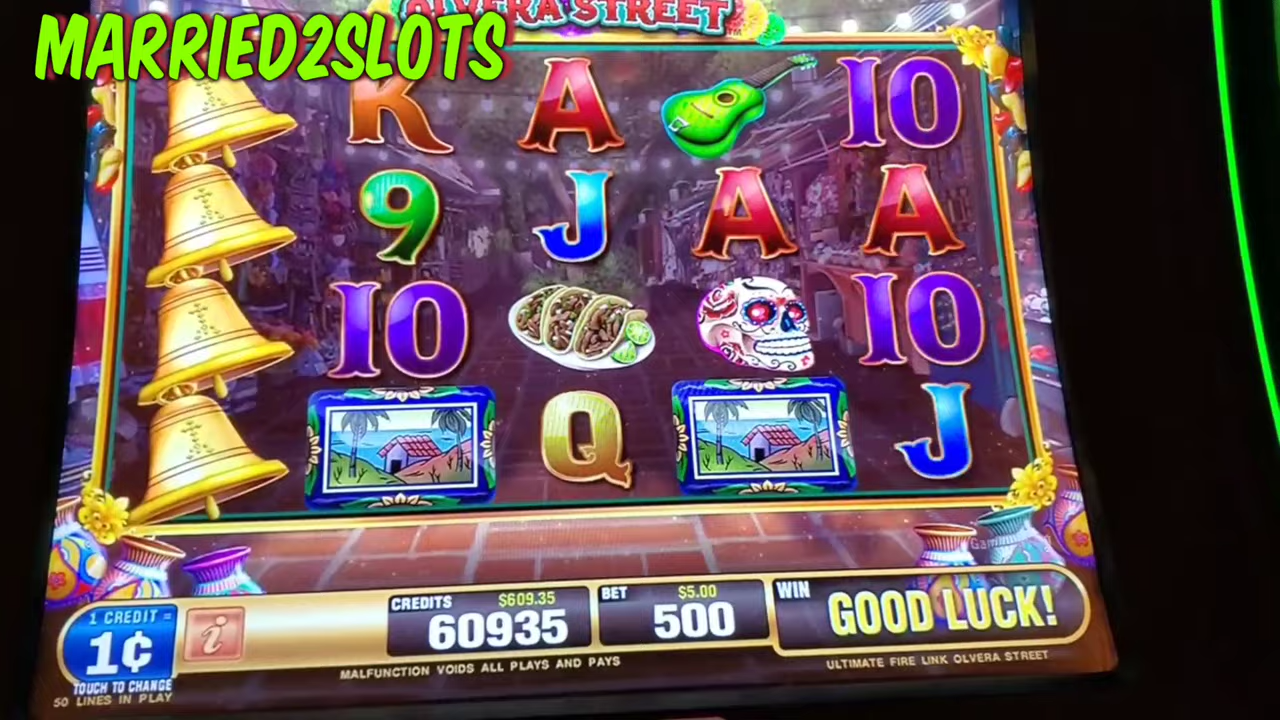 OLVERA STREET
MARRIED2SLOTS
K A 10
9 J A A
10 10
Q J
1 CREDIT =
1¢
TOUCH TO CHANGE
50 LINES IN PLAY
i
CREDITS $609.35
60935
BET $5.00
500
WIN
GOOD LUCK!
MALFUNCTION VOIDS ALL PLAYS AND PAYS
ULTIMATE FIRE LINK OLVERA STREET